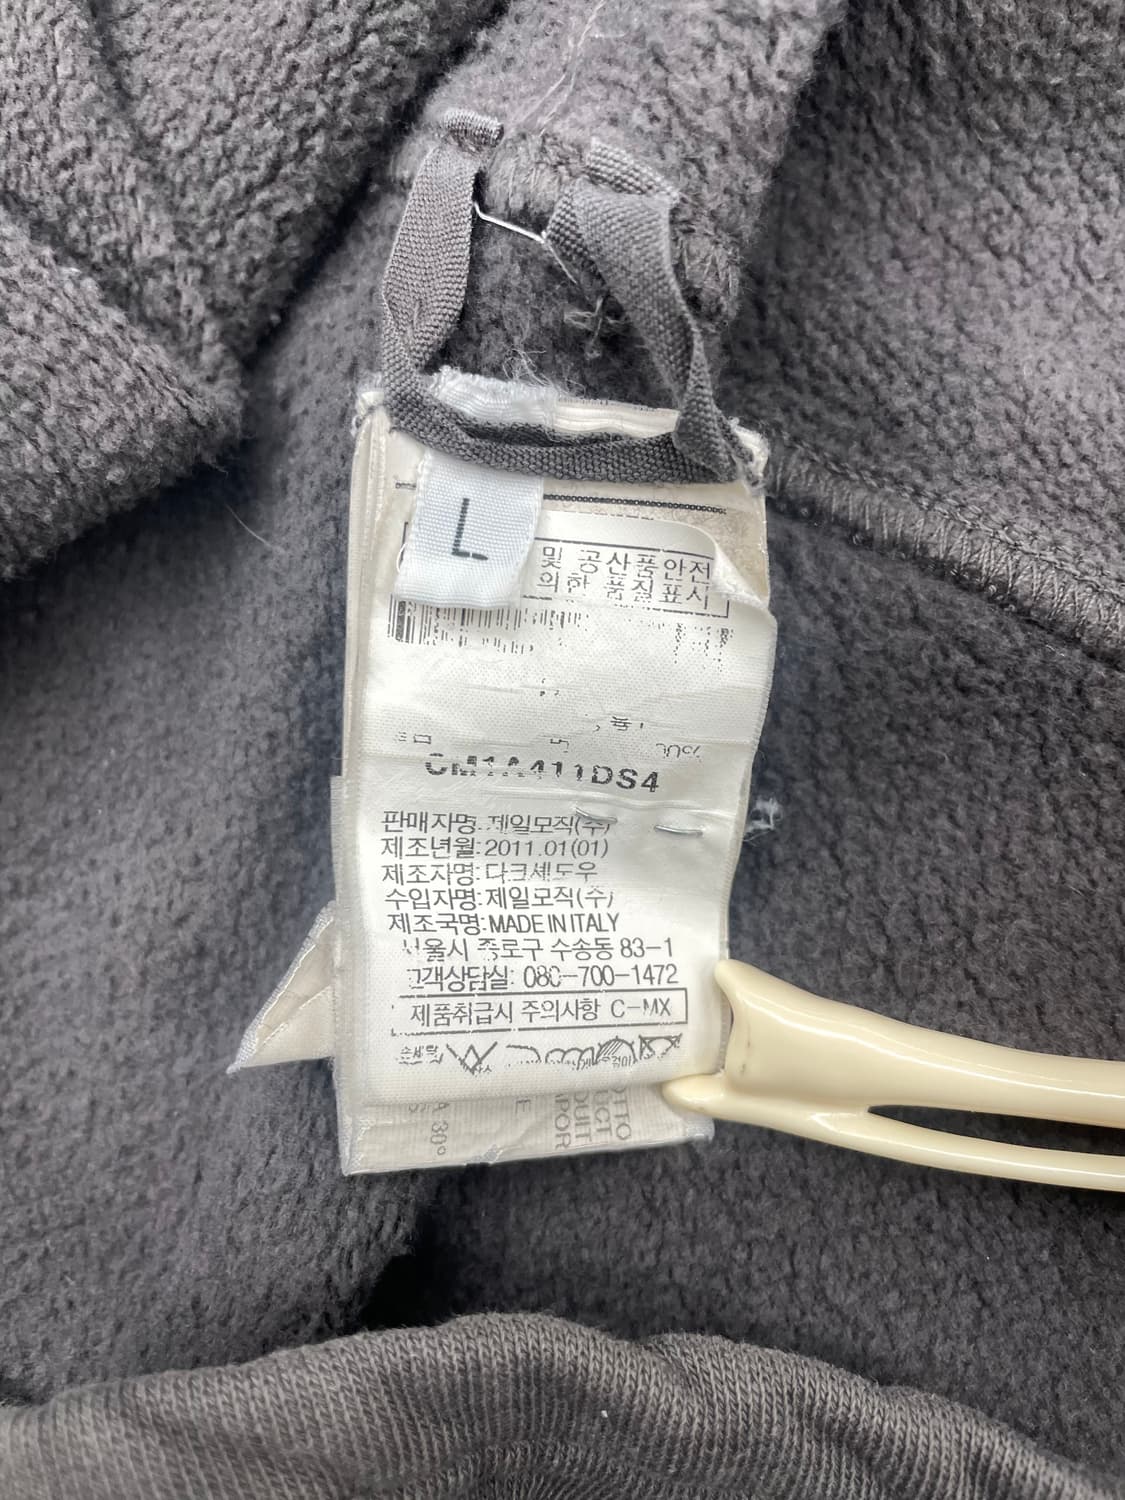 L
및 공산품안전
의한 품질표시
CM1A411DS4
판매자명: 제일모직(주)
제조년월: 2011.01(01)
제조자명: 다크섀도우
수입자명: 제일모직(주)
제조국명: MADE IN ITALY
서울시 종로구 수송동 83-1
고객상담실: 080-700-1472
제품취급시 주의사항 C-MX
A 30°